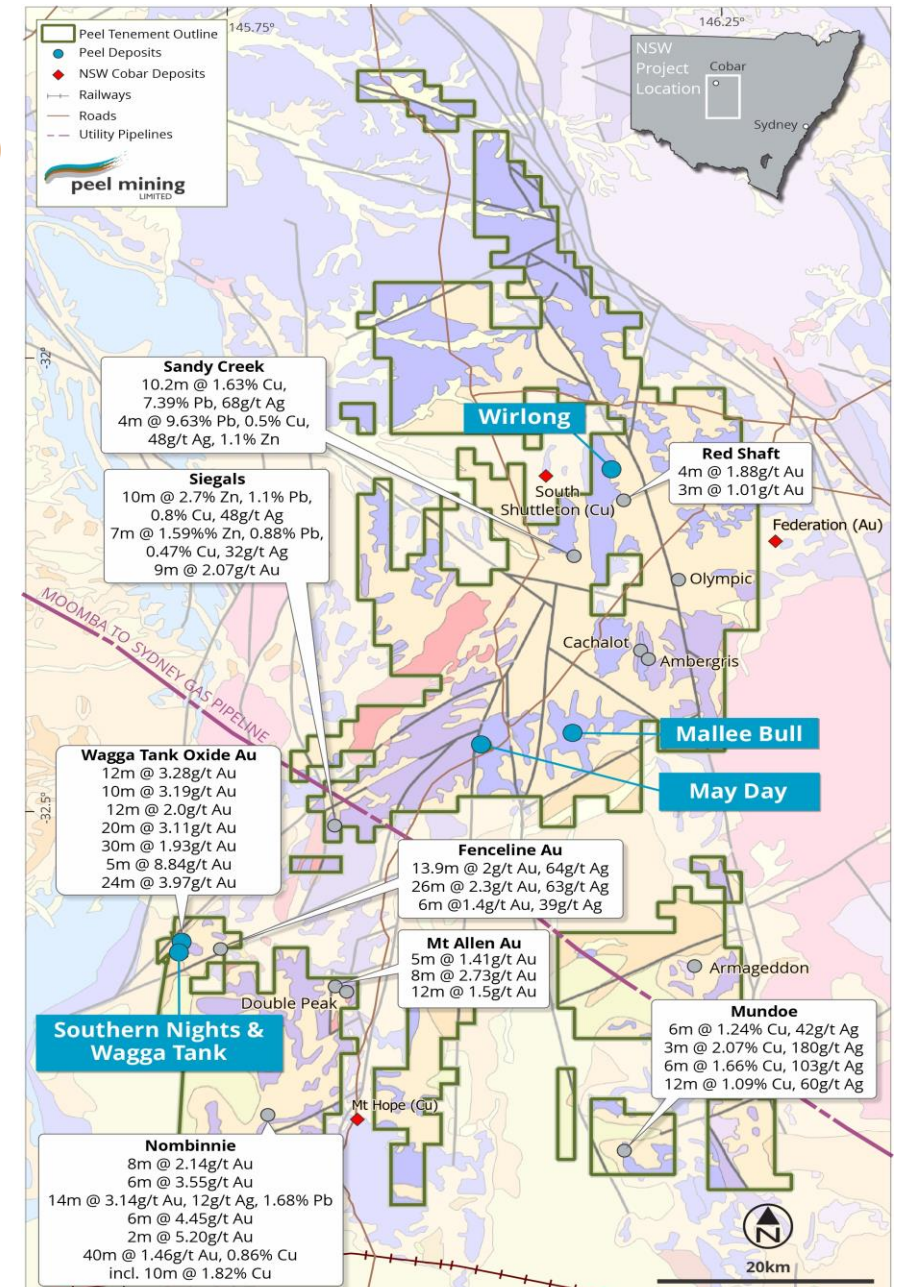 Peel Tenement Outline
Peel Deposits
NSW Cobar Deposits
Railways
Roads
Utility Pipelines
peel mining
LIMITED
145.75°
146.25°
NSW
Project
Location
Cobar
Sydney
-32°
Sandy Creek
10.2m @ 1.63% Cu,
7.39% Pb, 68g/t Ag
4m @ 9.63% Pb, 0.5% Cu,
48g/t Ag, 1.1% Zn
Wirlong
Red Shaft
4m @ 1.88g/t Au
3m @ 1.01g/t Au
South
Shuttleton (Cu)
Siegals
10m @ 2.7% Zn, 1.1% Pb,
0.8% Cu, 48g/t Ag
7m @ 1.59%% Zn, 0.88% Pb,
0.47% Cu, 32g/t Ag
9m @ 2.07g/t Au
Federation (Au)
Olympic
Cachalot
Ambergris
MOOMBA TO SYDNEY GAS PIPELINE
Mallee Bull
May Day
-32.5°
Wagga Tank Oxide Au
12m @ 3.28g/t Au
10m @ 3.19g/t Au
12m @ 2.0g/t Au
20m @ 3.11g/t Au
30m @ 1.93g/t Au
5m @ 8.84g/t Au
24m @ 3.97g/t Au
Fenceline Au
13.9m @ 2g/t Au, 64g/t Ag
26m @ 2.3g/t Au, 63g/t Ag
6m @1.4g/t Au, 39g/t Ag
Mt Allen Au
5m @ 1.41g/t Au
8m @ 2.73g/t Au
12m @ 1.5g/t Au
Double Peak
Armageddon
Southern Nights &
Wagga Tank
Mundoe
6m @ 1.24% Cu, 42g/t Ag
3m @ 2.07% Cu, 180g/t Ag
6m @ 1.66% Cu, 103g/t Ag
12m @ 1.09% Cu, 60g/t Ag
Mt Hope (Cu)
Nombinnie
8m @ 2.14g/t Au
6m @ 3.55g/t Au
14m @ 3.14g/t Au, 12g/t Ag, 1.68% Pb
6m @ 4.45g/t Au
2m @ 5.20g/t Au
40m @ 1.46g/t Au, 0.86% Cu
incl. 10m @ 1.82% Cu
N
20km